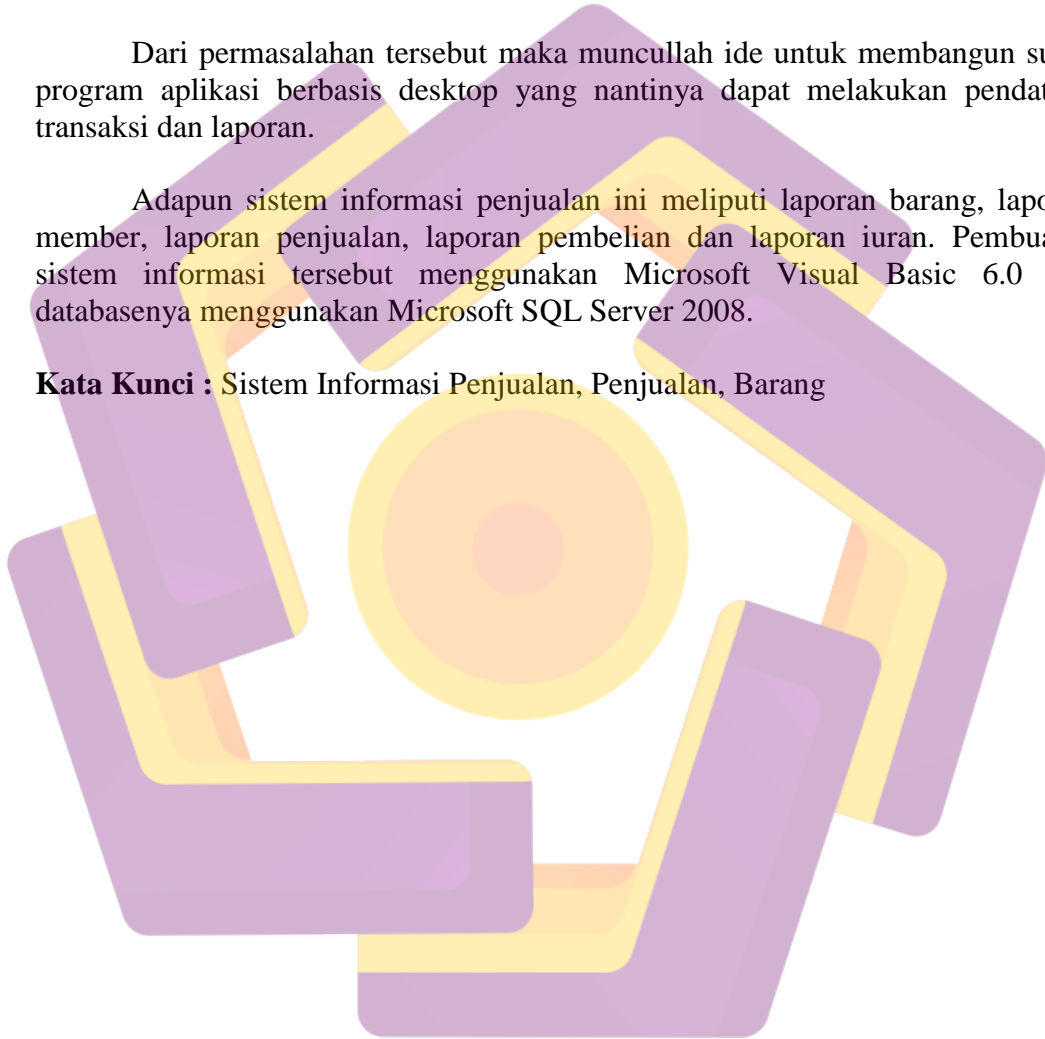 Dari permasalahan tersebut maka muncullah ide untuk membangun su
program aplikasi berbasis desktop yang nantinya dapat melakukan pendat
transaksi dan laporan.
Adapun sistem informasi penjualan ini meliputi laporan barang, lapo
member, laporan penjualan, laporan pembelian dan laporan iuran. Pembua
sistem informasi tersebut menggunakan Microsoft Visual Basic 6.0
databasenya menggunakan Microsoft SQL Server 2008.
Kata Kunci : Sistem Informasi Penjualan, Penjualan, Barang